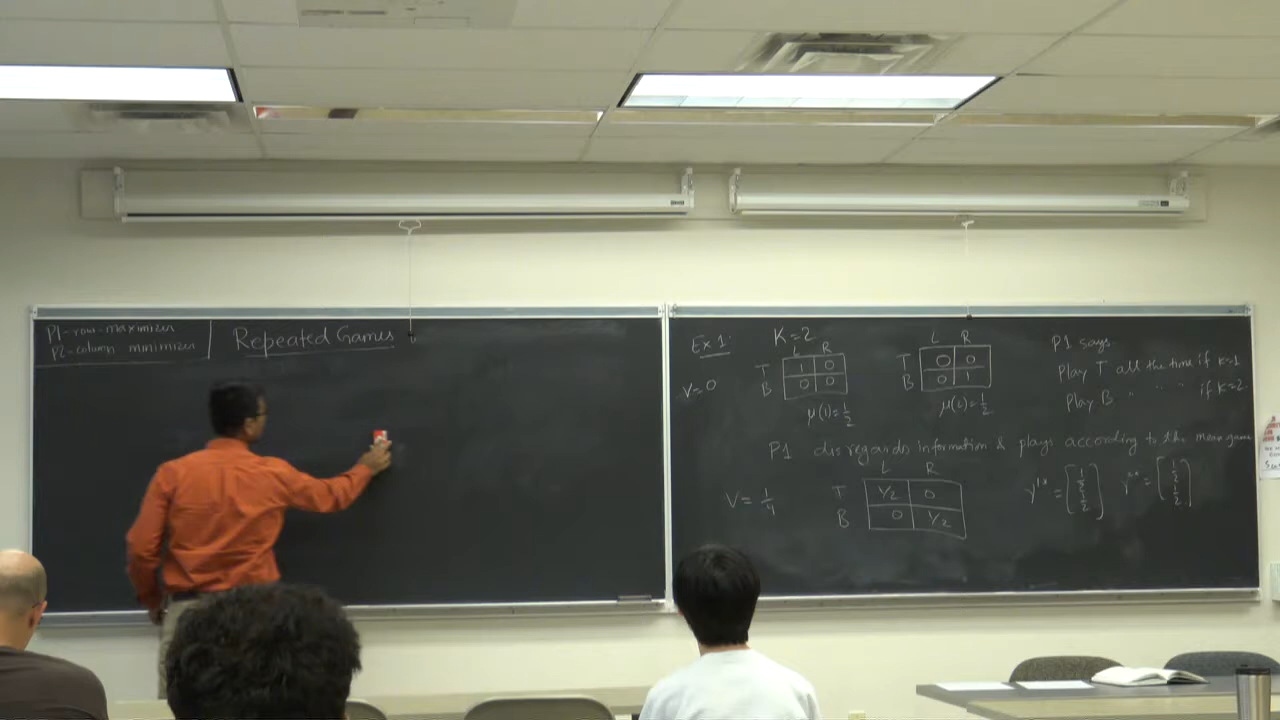 P1-row-maximizer
P2-column minimizer
Repeated Games
Ex 1: K=2
L R
T 1 0
B 0 0
μ(1)=1/2
V=0
L R
T 0 0
B 0 1
μ(2)=1/2
P1 says:
Play T all the time if k=1
Play B " " " if k=2
P1 disregards information & plays according to the mean game
V=1/4
L R
T 1/2 0
B 0 1/2